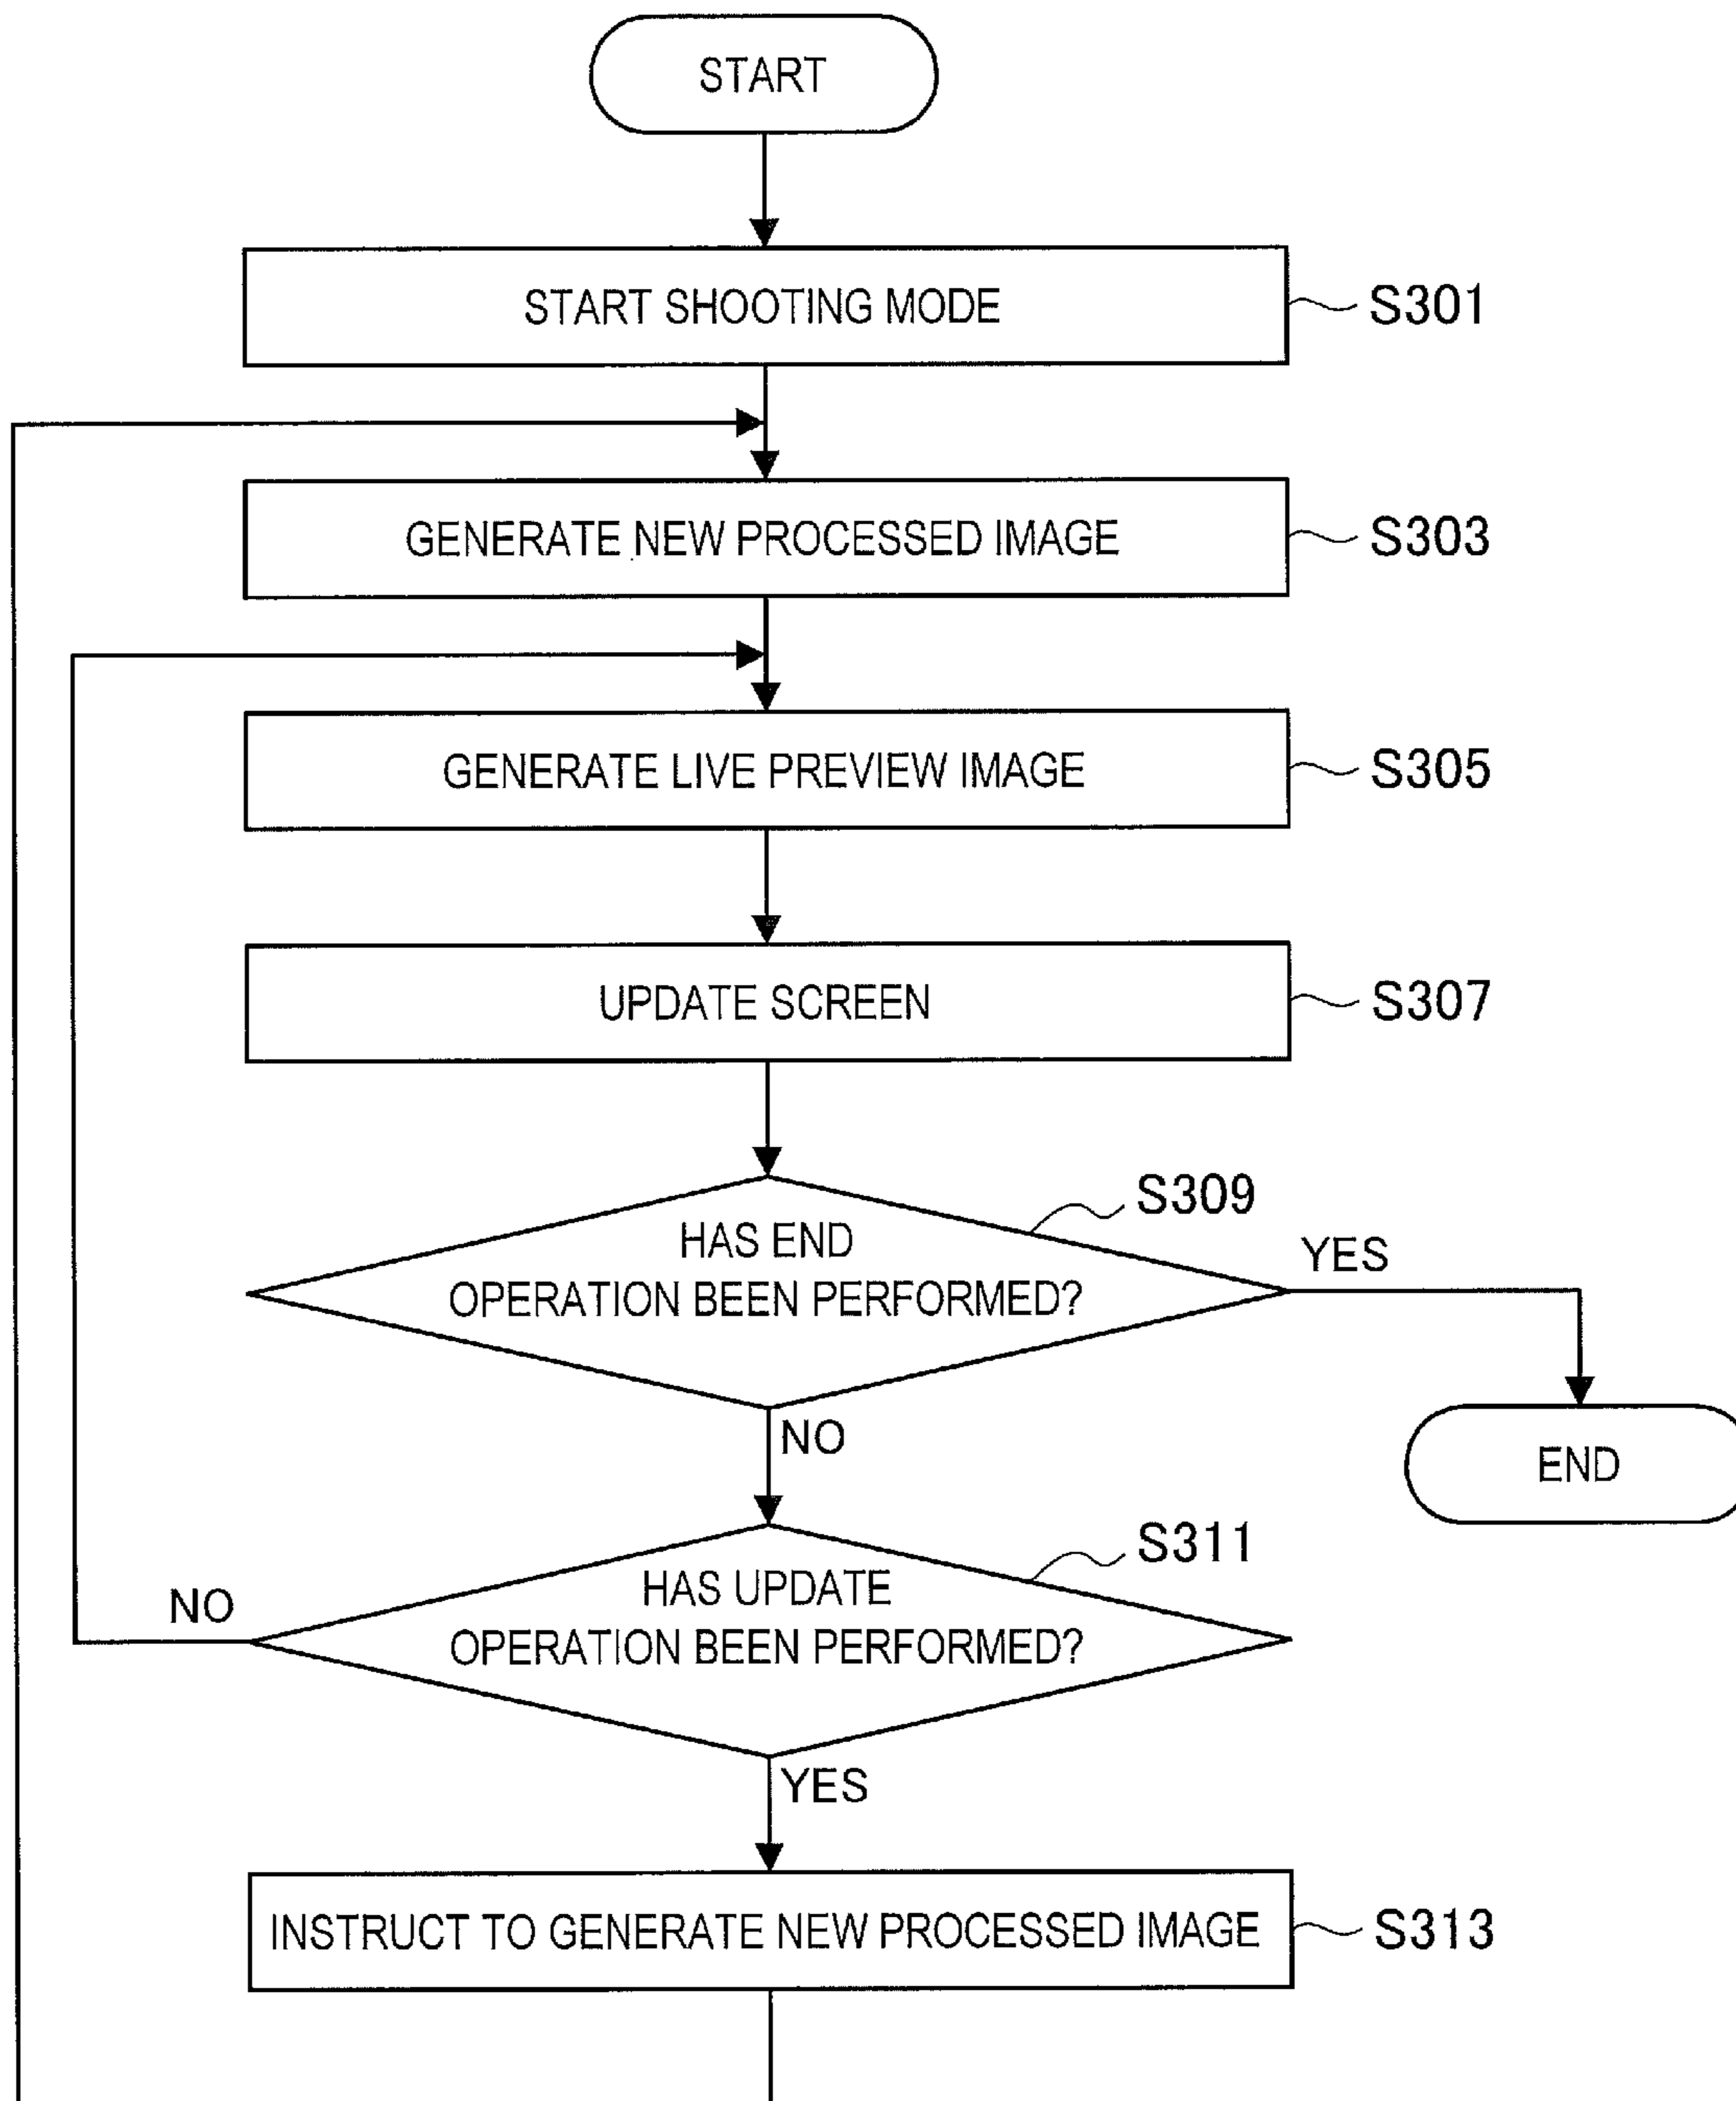 START
START SHOOTING MODE
S301
GENERATE NEW PROCESSED IMAGE
S303
GENERATE LIVE PREVIEW IMAGE
S305
UPDATE SCREEN
S307
S309
HAS END
OPERATION BEEN PERFORMED?
YES
NO
END
S311
HAS UPDATE
OPERATION BEEN PERFORMED?
NO
YES
INSTRUCT TO GENERATE NEW PROCESSED IMAGE
S313